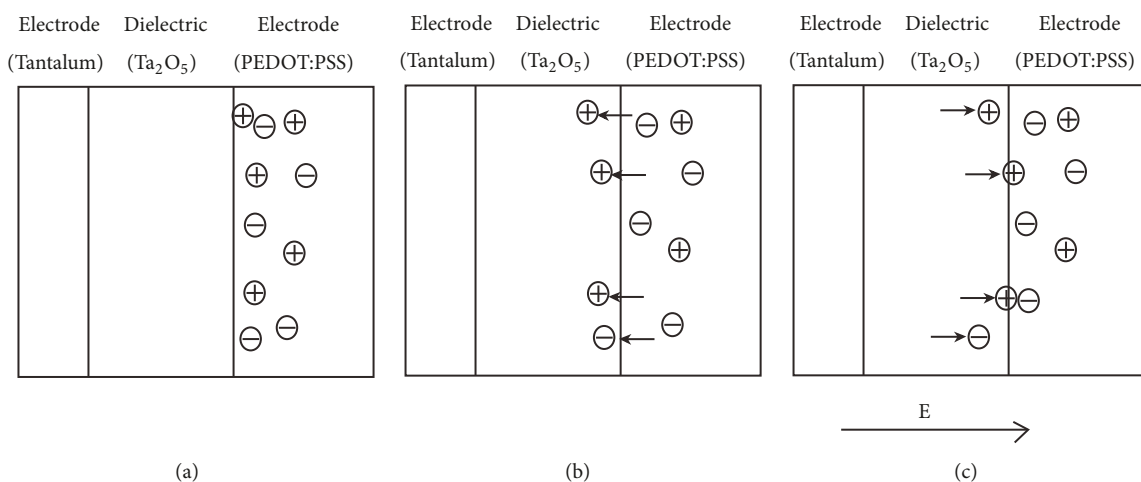 Electrode Dielectric Electrode
(Tantalum) (Ta₂O₅) (PEDOT:PSS)
Electrode Dielectric Electrode
(Tantalum) (Ta₂O₅) (PEDOT:PSS)
Electrode Dielectric Electrode
(Tantalum) (Ta₂O₅) (PEDOT:PSS)
E
(a) (b) (c)